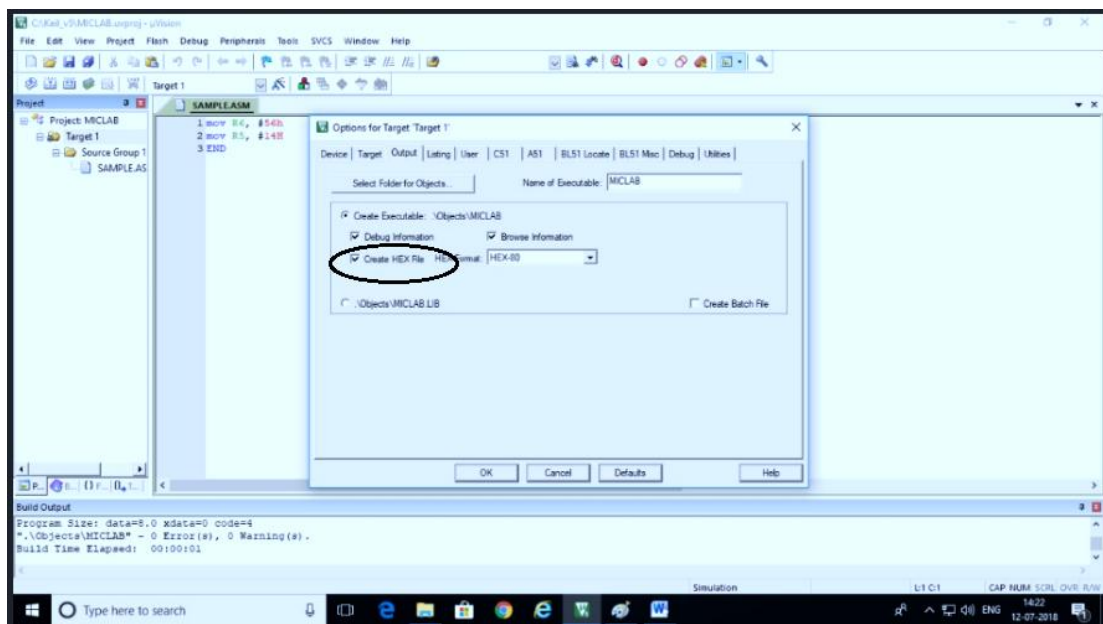 C:\Keil_v5\MICLAB.uvproj - µVision
File Edit View Project Flash Debug Peripherals Tools SVCS Window Help
Target 1
Project
SAMPLE.ASM
Project: MICLAB
Target 1
Source Group 1
SAMPLE.AS
1 mov R6, #56h
2 mov R5, #14H
3 END
Options for Target 'Target 1'
Device | Target | Output | Listing | User | C51 | A51 | BL51 Locate | BL51 Misc | Debug | Utilities |
Select Folder for Objects...
Name of Executable: MICLAB
Create Executable: .\Objects\MICLAB
Debug Information
Browse Information
Create HEX File
HEX Format: HEX-80
.\Objects\MICLAB.LIB
Create Batch File
OK Cancel Defaults Help
Build Output
Program Size: data=8.0 xdata=0 code=4
".\Objects\MICLAB" - 0 Error(s), 0 Warning(s).
Build Time Elapsed: 00:00:01
Simulation
L:1 C:1
CAP NUM SCRL OVR R/W
Type here to search
ENG
14:22
12-07-2018